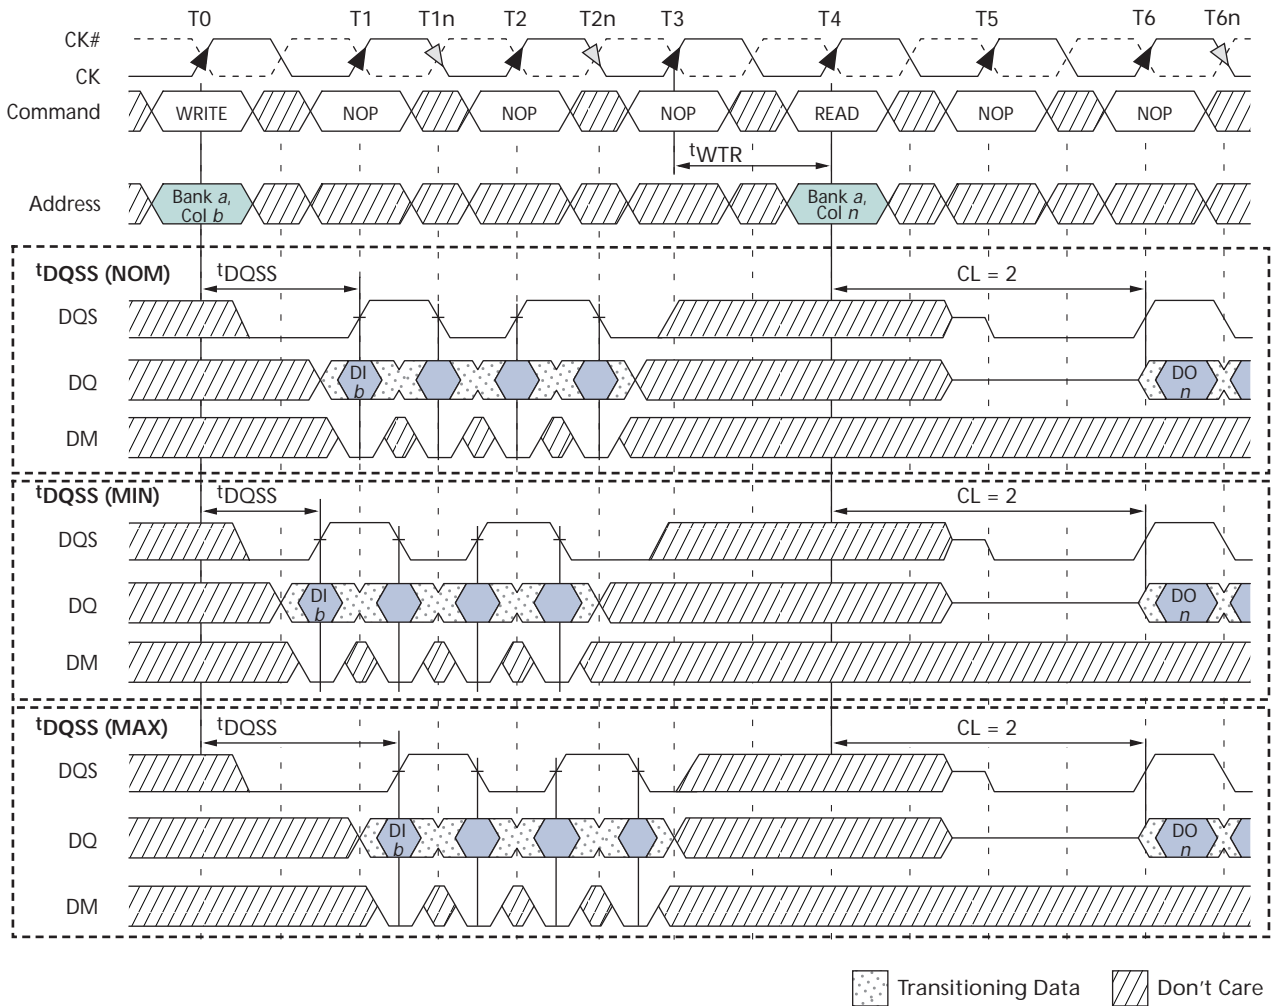 T0 T1 T1n T2 T2n T3 T4 T5 T6 T6n
CK#
CK
Command WRITE NOP NOP NOP READ NOP NOP
tWTR
Address Bank a, Col b Bank a, Col n
tDQSS (NOM) tDQSS CL = 2
DQS
DQ DI b DO n
DM
tDQSS (MIN) tDQSS CL = 2
DQS
DQ DI b DO n
DM
tDQSS (MAX) tDQSS CL = 2
DQS
DQ DI b DO n
DM
Transitioning Data Don't Care